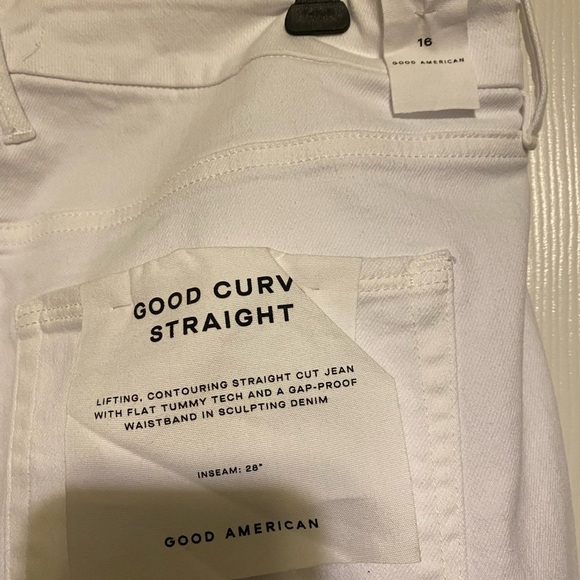 16
GOOD AMERICAN
GOOD CURV
STRAIGHT
LIFTING, CONTOURING STRAIGHT CUT JEAN
WITH FLAT TUMMY TECH AND A GAP-PROOF
WAISTBAND IN SCULPTING DENIM
INSEAM: 28"
GOOD AMERICAN